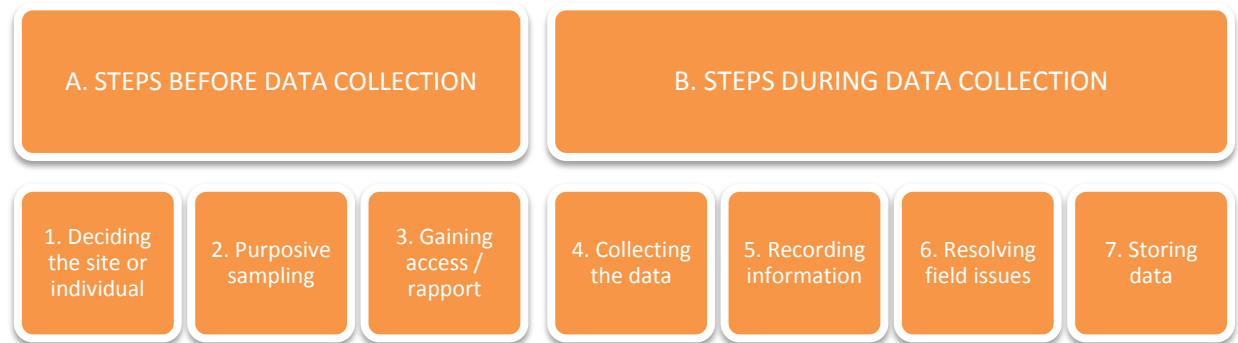 A. STEPS BEFORE DATA COLLECTION
B. STEPS DURING DATA COLLECTION
1. Deciding
the site or
individual
2. Purposive
sampling
3. Gaining
access /
rapport
4. Collecting
the data
5. Recording
information
6. Resolving
field issues
7. Storing
data